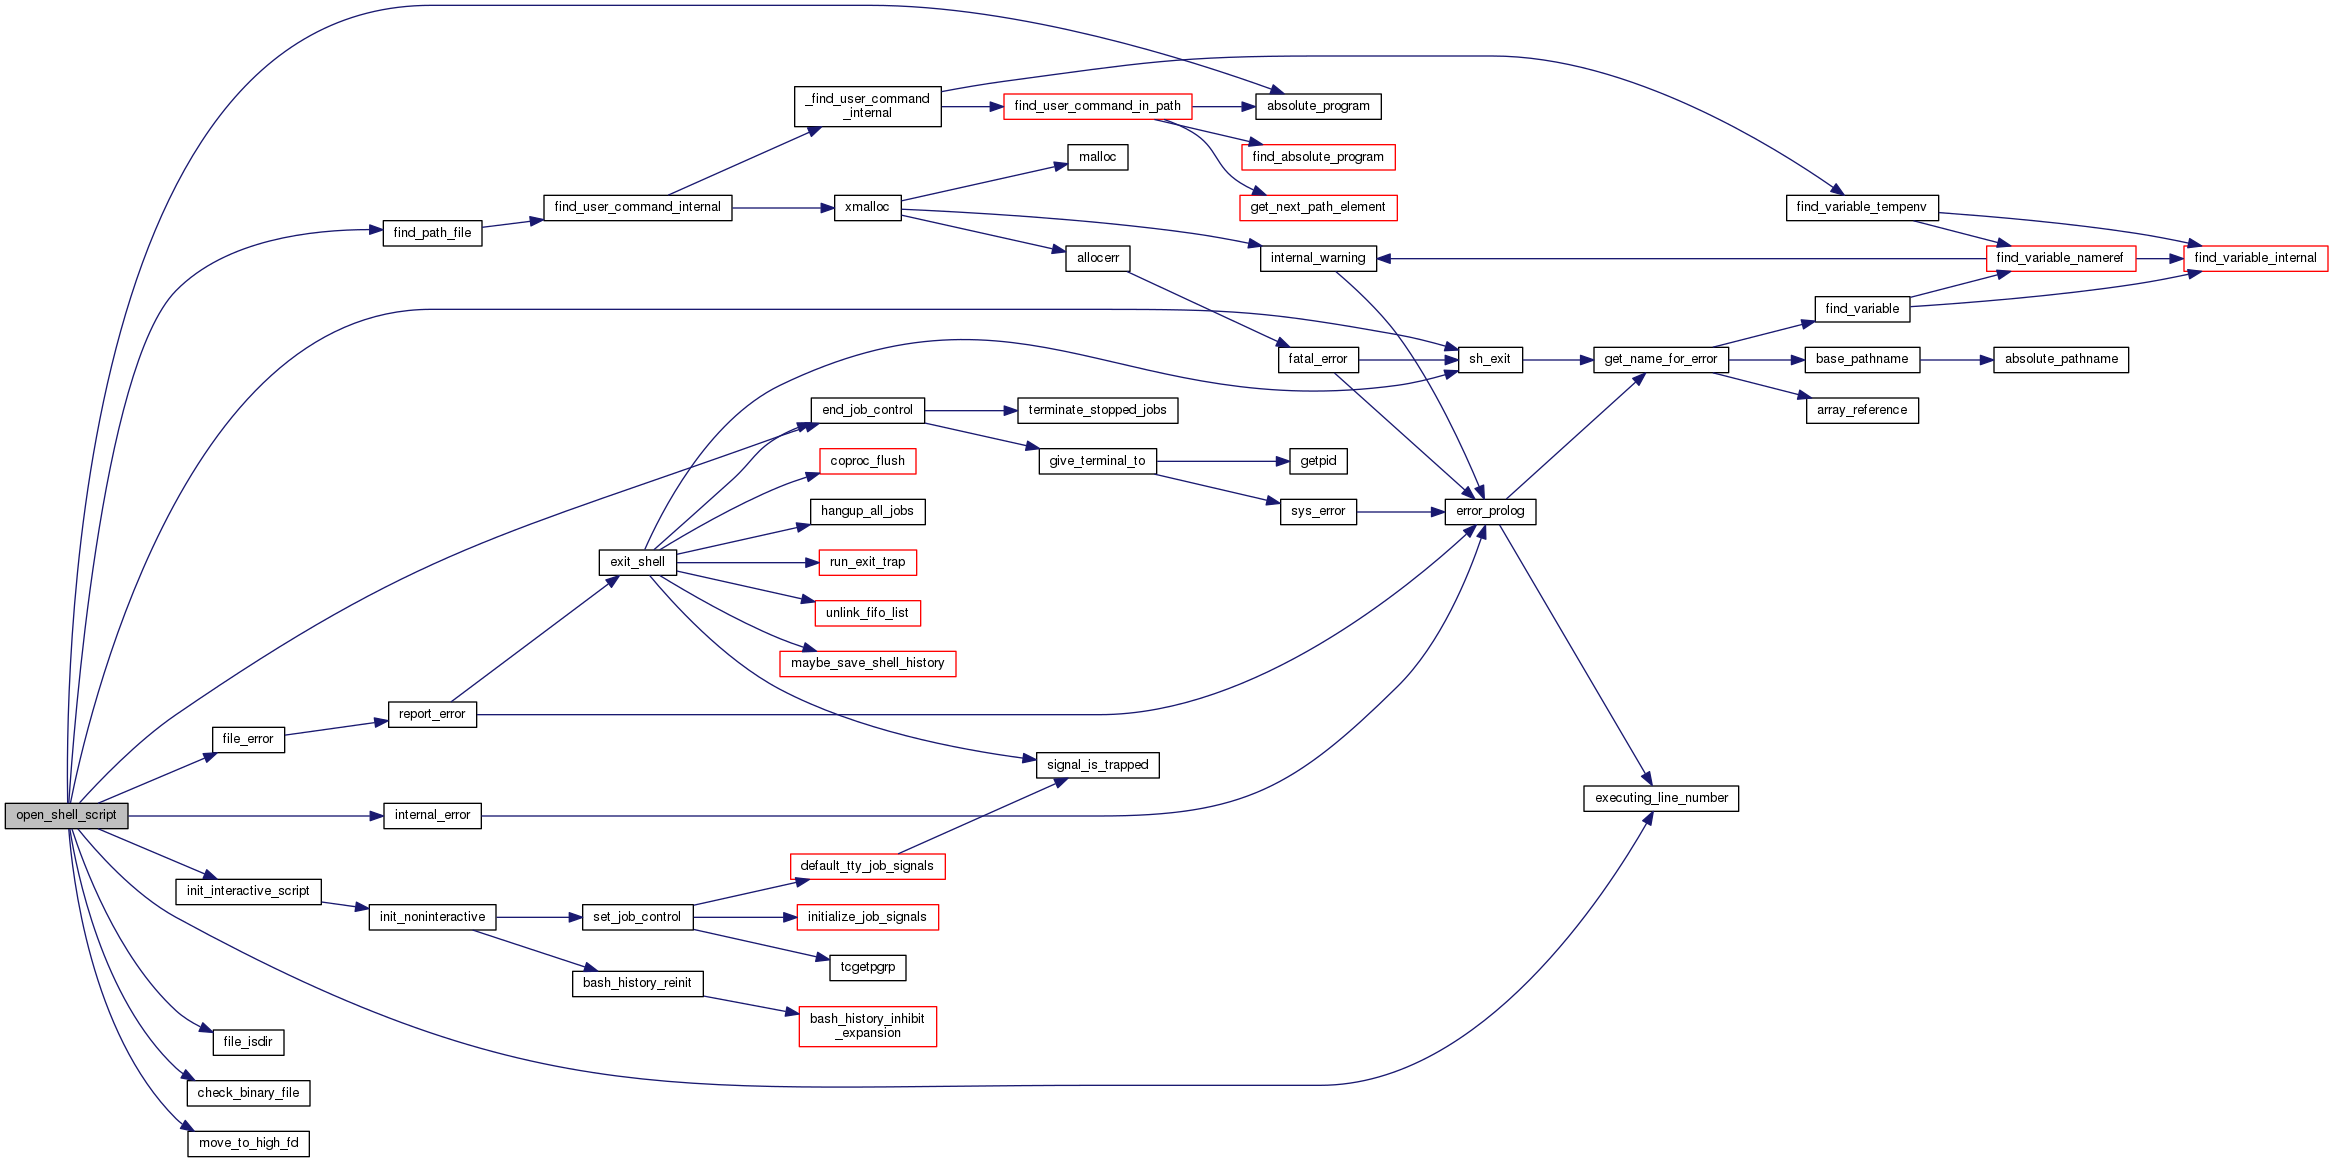 _find_user_command
_internal
find_user_command_in_path
absolute_program
malloc
find_absolute_program
find_path_file
find_user_command_internal
xmalloc
get_next_path_element
find_variable_tempenv
allocerr
internal_warning
find_variable_nameref
find_variable_internal
find_variable
fatal_error
sh_exit
get_name_for_error
base_pathname
absolute_pathname
end_job_control
terminate_stopped_jobs
array_reference
coproc_flush
give_terminal_to
getpid
hangup_all_jobs
sys_error
error_prolog
exit_shell
run_exit_trap
unlink_fifo_list
maybe_save_shell_history
report_error
file_error
signal_is_trapped
open_shell_script
internal_error
executing_line_number
default_tty_job_signals
init_interactive_script
init_noninteractive
set_job_control
initialize_job_signals
tcgetpgrp
bash_history_reinit
bash_history_inhibit
_expansion
file_isdir
check_binary_file
move_to_high_fd